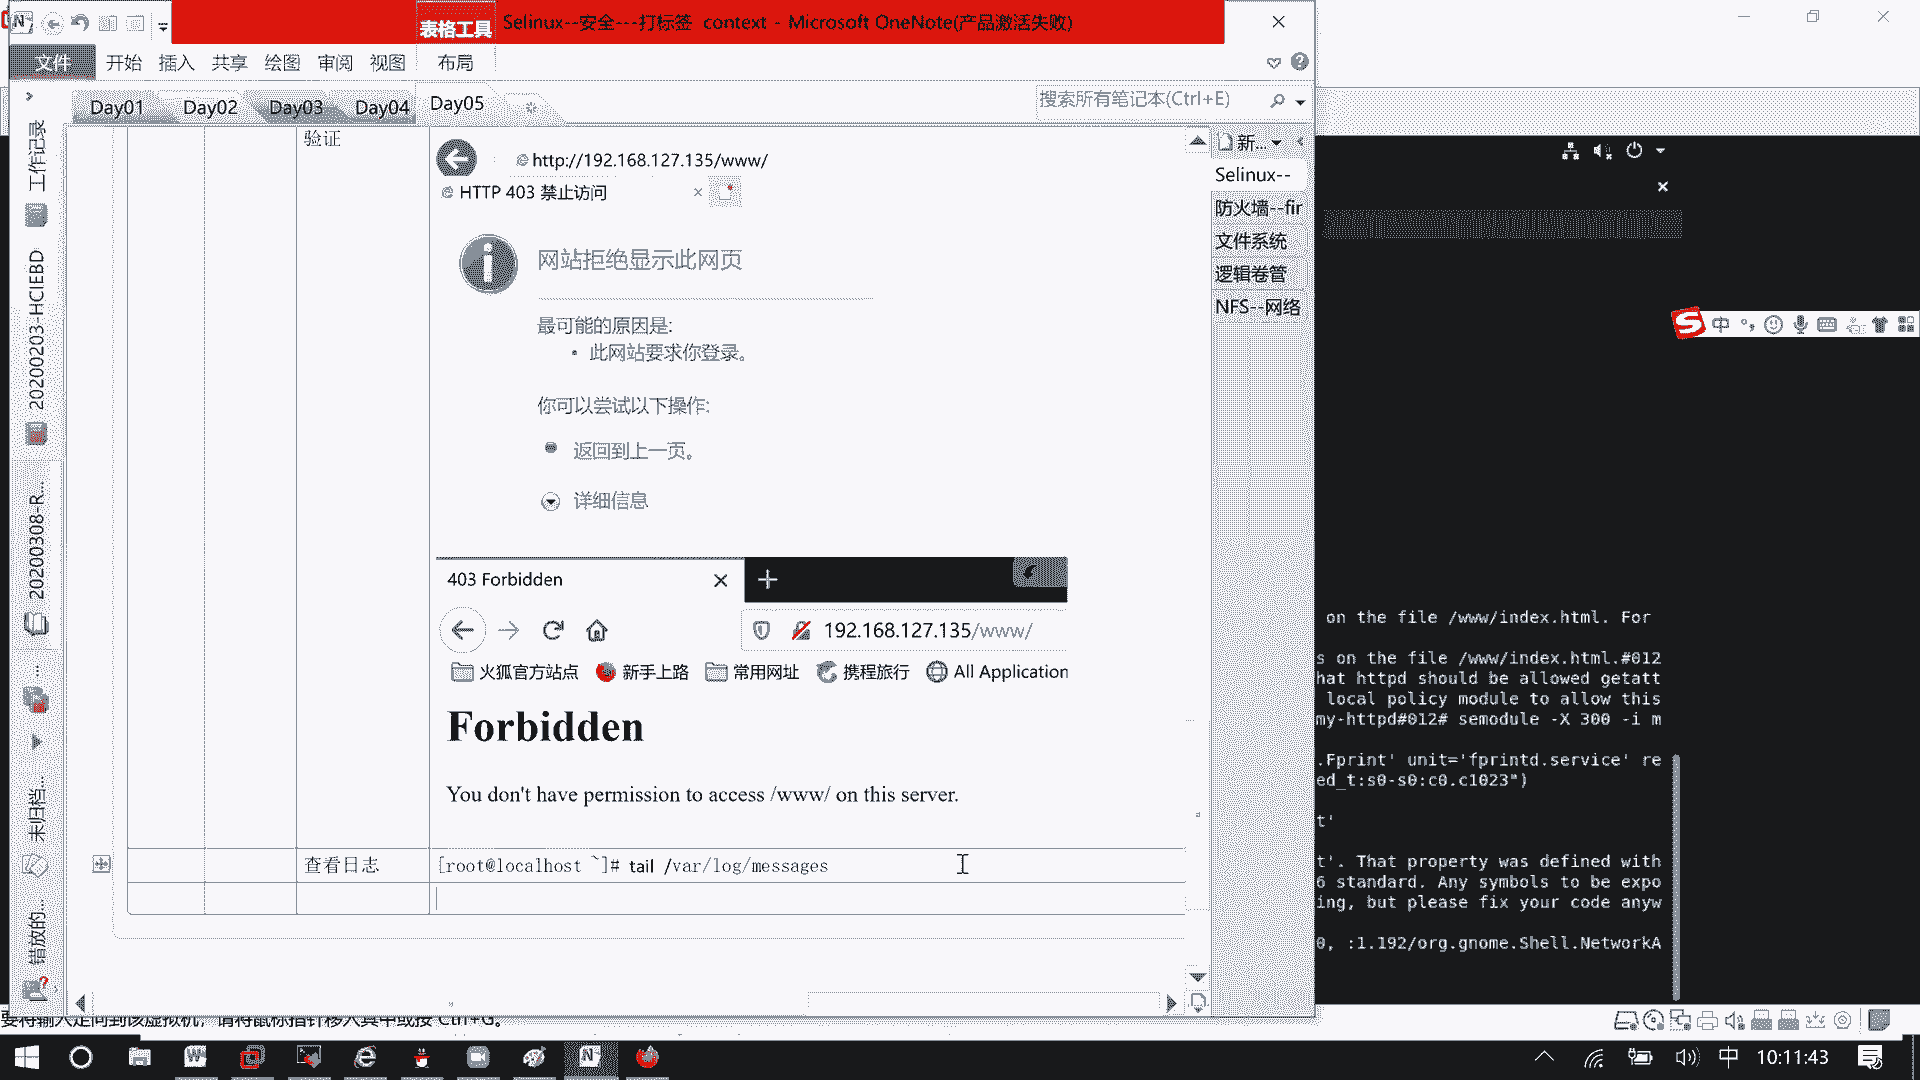 表格工具
Selinux--安全---打标签 context - Microsoft OneNote(产品激活失败)
文件 开始 插入 共享 绘图 审阅 视图 布局
Day01 Day02 Day03 Day04 Day05
搜索所有笔记本(Ctrl+E)
工作记录
20200203-HCIEBD
20200308-R...
未归档...
错放的...
新...
Selinux--
防火墙--fir
文件系统
逻辑卷管
NFS--网络
验证
http://192.168.127.135/www/
HTTP 403 禁止访问
网站拒绝显示此网页
最可能的原因是:
• 此网站要求你登录。
你可以尝试以下操作:
返回到上一页。
详细信息
403 Forbidden
192.168.127.135/www/
火狐官方站点 新手上路 常用网址 携程旅行 All Application
Forbidden
You don't have permission to access /www/ on this server.
查看日志
[root@localhost ~]# tail /var/log/messages
中
on the file /www/index.html. For
s on the file /www/index.html.#012
hat httpd should be allowed getatt
local policy module to allow this
my-httpd#012# semodule -X 300 -i m
.Fprint' unit='fprintd.service' re
ed_t:s0-s0:c0.c1023")
t'
t'. That property was defined with
6 standard. Any symbols to be expo
ing, but please fix your code anyw
0, :1.192/org.gnome.Shell.NetworkA
要将输入定向到该虚拟机，请将鼠标指针移入其中或按 Ctrl+G。
中 10:11:43